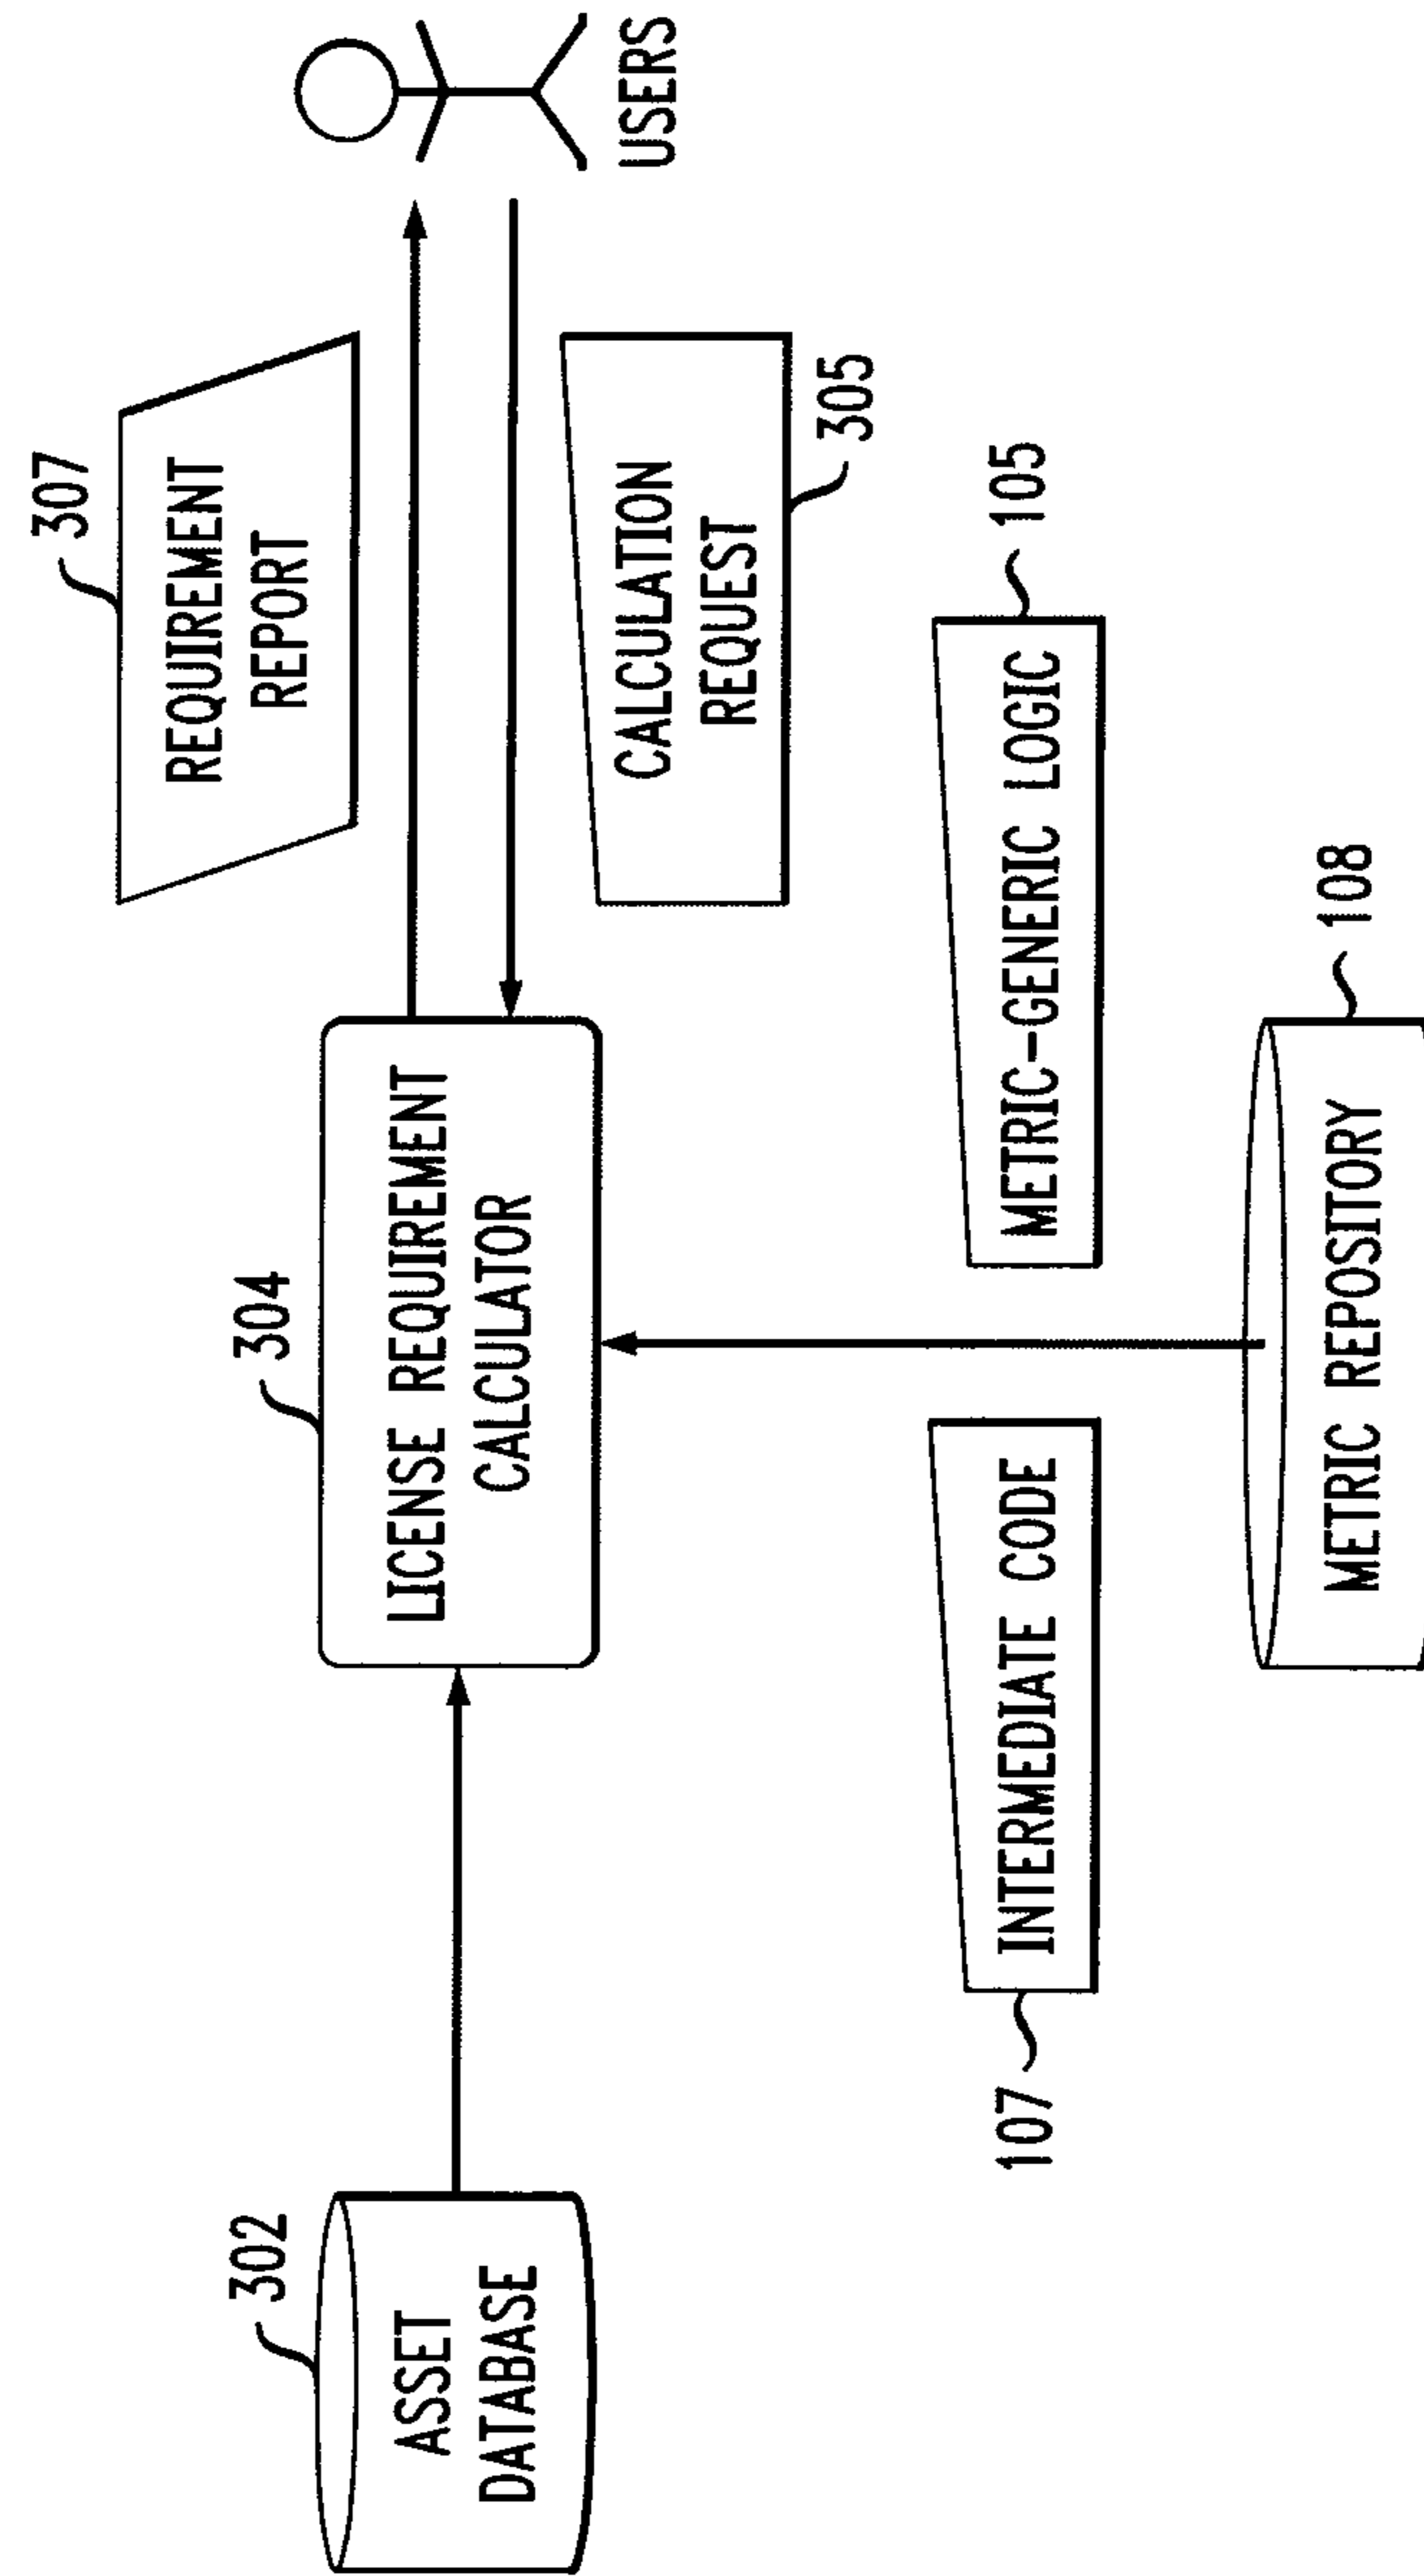 307
REQUIREMENT
REPORT
302
ASSET
DATABASE
304
LICENSE REQUIREMENT
CALCULATOR
USERS
CALCULATION
REQUEST
305
107
INTERMEDIATE CODE
METRIC-GENERIC LOGIC
105
METRIC REPOSITORY
108